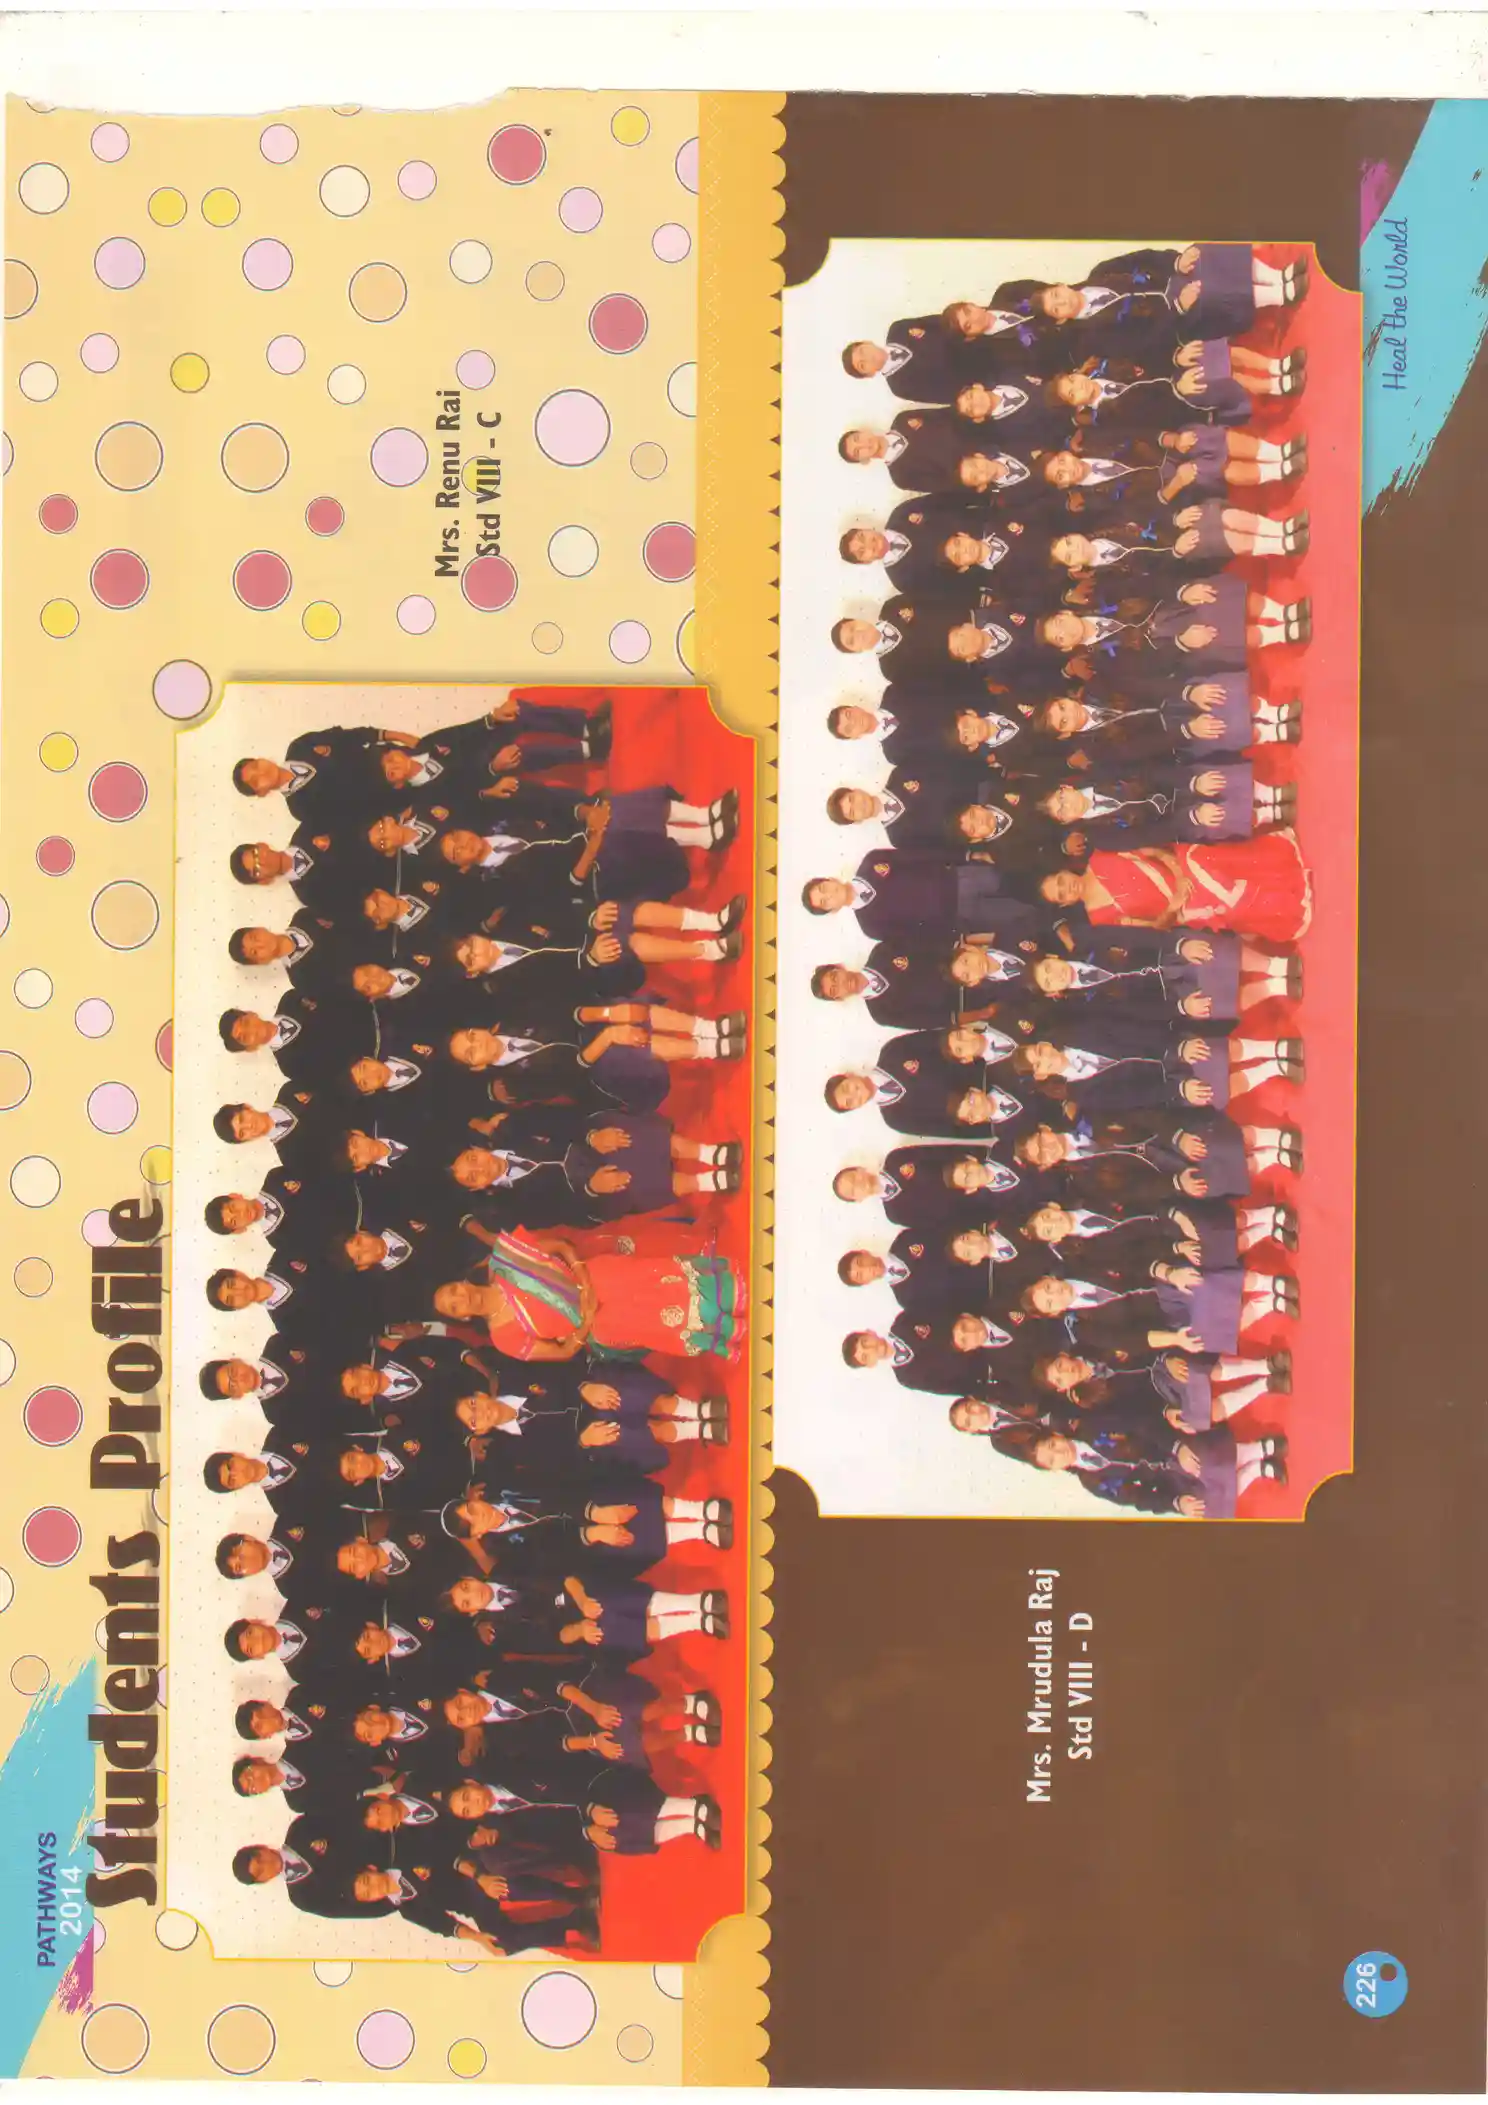 PATHWAYS
2014
Students Profile
Mrs. Renu Rai
Std VIII - C
Mrs. Mrudula Raj
Std VIII - D
226
Heal the World